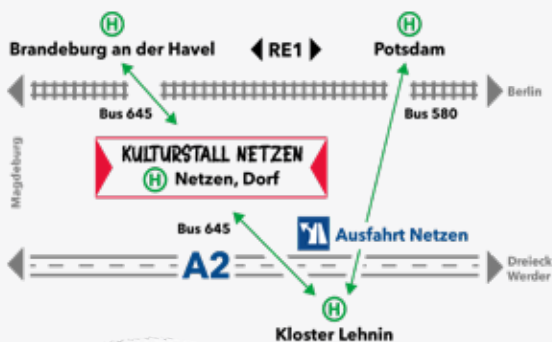 H
H
Brandeburg an der Havel
RE1
Potsdam
Berlin
Bus 645
Bus 580
Magdeburg
KULTURSTALL NETZEN
H Netzen, Dorf
Bus 645
Ausfahrt Netzen
A2
Dreieck
Werder
H
Kloster Lehnin